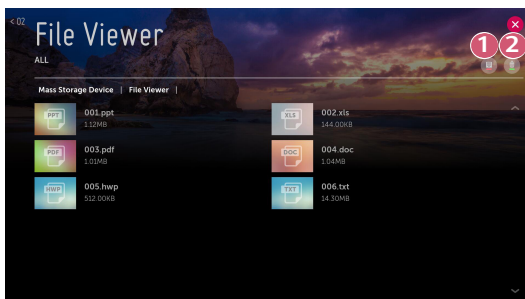 < 02
File Viewer
ALL
1 2
Mass Storage Device | File Viewer |
PPT 001.ppt
1.12MB
XLS 002.xls
144.00KB
PDF 003.pdf
1.01MB
DOC 004.doc
1.04MB
HWP 005.hwp
512.00KB
TXT 006.txt
14.30MB